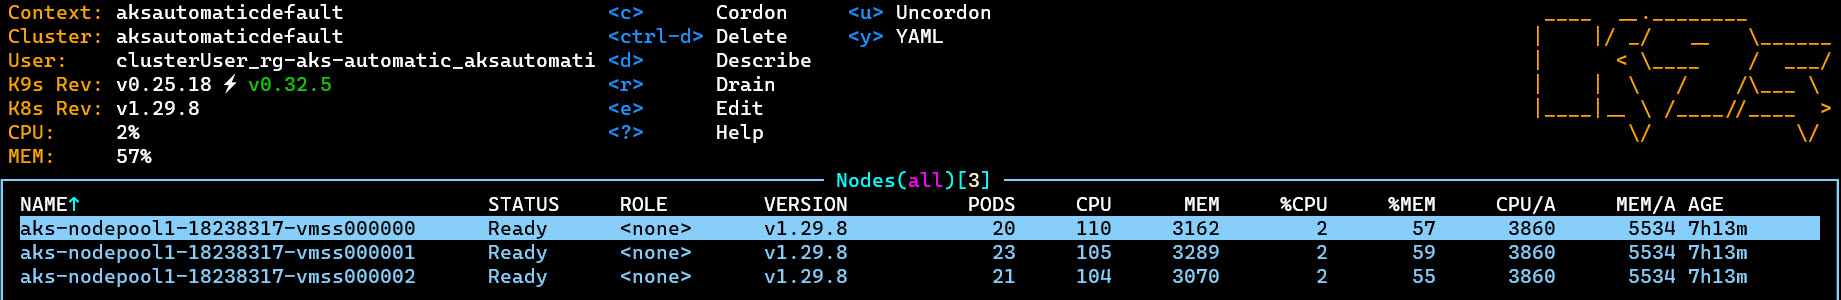 Context: aksautomaticdefault <c> Cordon <u> Uncordon
Cluster: aksautomaticdefault <ctrl-d> Delete <y> YAML
User: clusterUser_rg-aks-automatic_aksautomati <d> Describe
K9s Rev: v0.25.18 ⚡ v0.32.5 <r> Drain
K8s Rev: v1.29.8 <e> Edit
CPU: 2% <?> Help
MEM: 57%
Nodes(all)[3]
NAME↑ STATUS ROLE VERSION PODS CPU MEM %CPU %MEM CPU/A MEM/A AGE
aks-nodepool1-18238317-vmss000000 Ready <none> v1.29.8 20 110 3162 2 57 3860 5534 7h13m
aks-nodepool1-18238317-vmss000001 Ready <none> v1.29.8 23 105 3289 2 59 3860 5534 7h13m
aks-nodepool1-18238317-vmss000002 Ready <none> v1.29.8 21 104 3070 2 55 3860 5534 7h13m